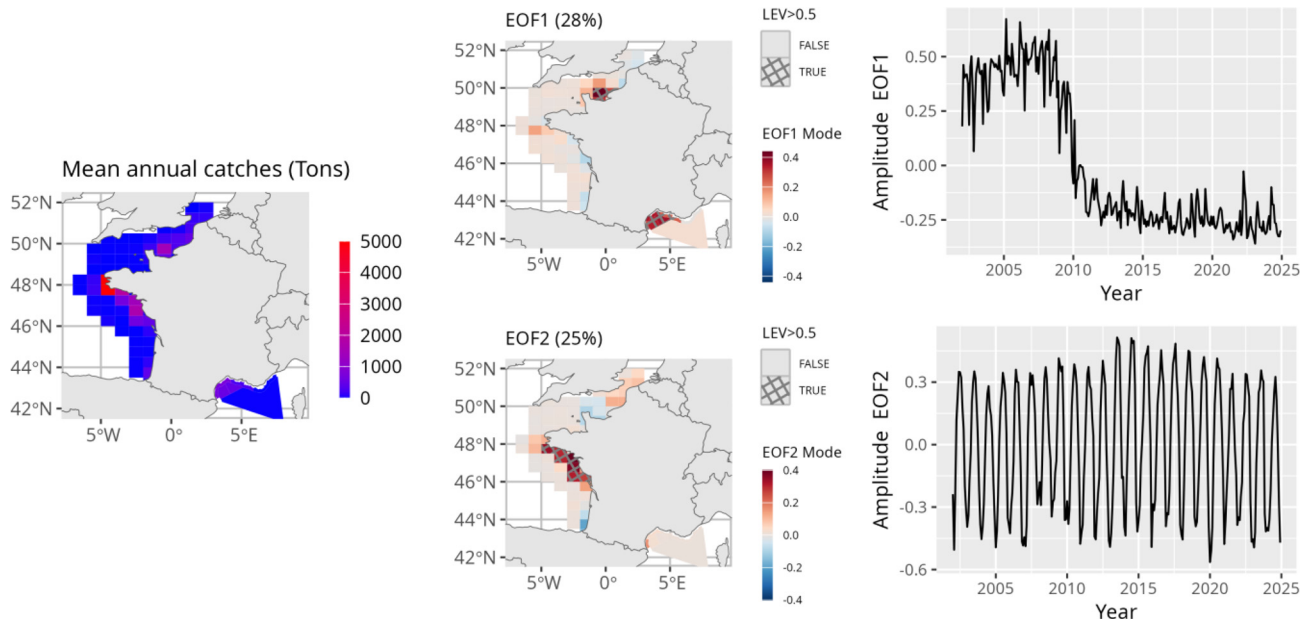 Mean annual catches (Tons)
52°N
50°N
48°N
46°N
44°N
42°N
5°W
0°
5°E
5000
4000
3000
2000
1000
0
EOF1 (28%)
52°N
50°N
48°N
46°N
44°N
42°N
5°W
0°
5°E
LEV>0.5
FALSE
TRUE
EOF1 Mode
0.4
0.2
0.0
-0.2
-0.4
Amplitude EOF1
0.50
0.25
0.00
-0.25
2005
2010
2015
2020
2025
Year
EOF2 (25%)
52°N
50°N
48°N
46°N
44°N
42°N
5°W
0°
5°E
LEV>0.5
FALSE
TRUE
EOF2 Mode
0.4
0.2
0.0
-0.2
-0.4
Amplitude EOF2
0.3
0.0
-0.3
-0.6
2005
2010
2015
2020
2025
Year